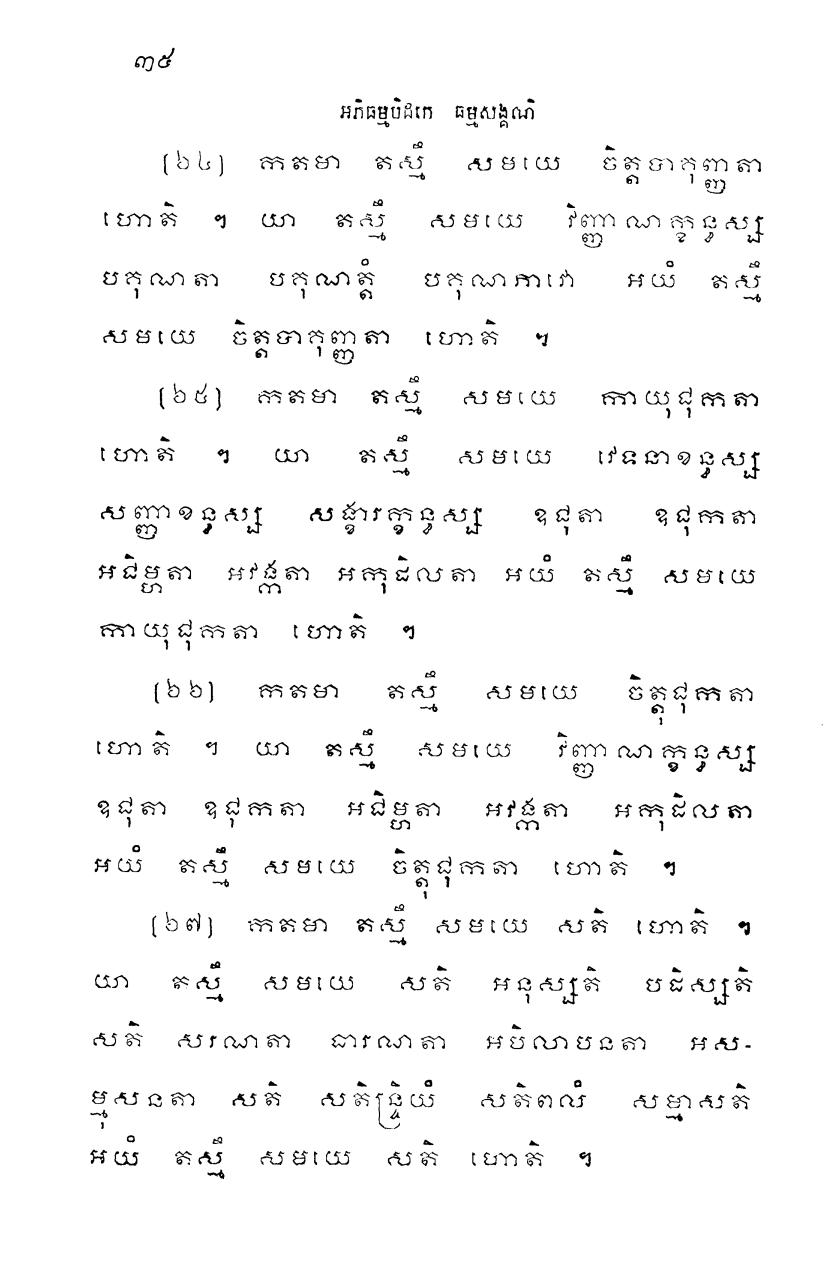 ៣៥
អភិធម្មបិដកេ ធម្មសង្គណិ
(៦៤) កតមា តស្មឹ សមយេ ចិត្តបាគុញ្ញតា
ហោតិ ៗ យា តស្មឹ សមយេ វិញ្ញាណក្ខន្ធស្ស
បគុណតា បគុណត្តំ បគុណភាវោ អយំ តស្មឹ
សមយេ ចិត្តបាគុញ្ញតា ហោតិ ៗ
(៦៥) កតមា តស្មឹ សមយេ កាយុជុកតា
ហោតិ ៗ យា តស្មឹ សមយេ វេទនាខន្ធស្ស
សញ្ញាខន្ធស្ស សង្ខារក្ខន្ធស្ស ឧជុតា ឧជុកតា
អជិម្ហតា អវង្កតា អកុដិលតា អយំ តស្មឹ សមយេ
កាយុជុកតា ហោតិ ៗ
(៦៦) កតមា តស្មឹ សមយេ ចិត្តុជុកតា
ហោតិ ៗ យា តស្មឹ សមយេ វិញ្ញាណក្ខន្ធស្ស
ឧជុតា ឧជុកតា អជិម្ហតា អវង្កតា អកុដិលតា
អយំ តស្មឹ សមយេ ចិត្តុជុកតា ហោតិ ៗ
(៦៧) កតមា តស្មឹ សមយេ សតិ ហោតិ ៗ
យា តស្មឹ សមយេ សតិ អនុស្សតិ បដិស្សតិ
សតិ សរណតា ធារណតា អបិលាបនតា អស-
ម្មុសនតា សតិ សតិន្ទ្រិយំ សតិពលំ សម្មាសតិ
អយំ តស្មឹ សមយេ សតិ ហោតិ ៗ